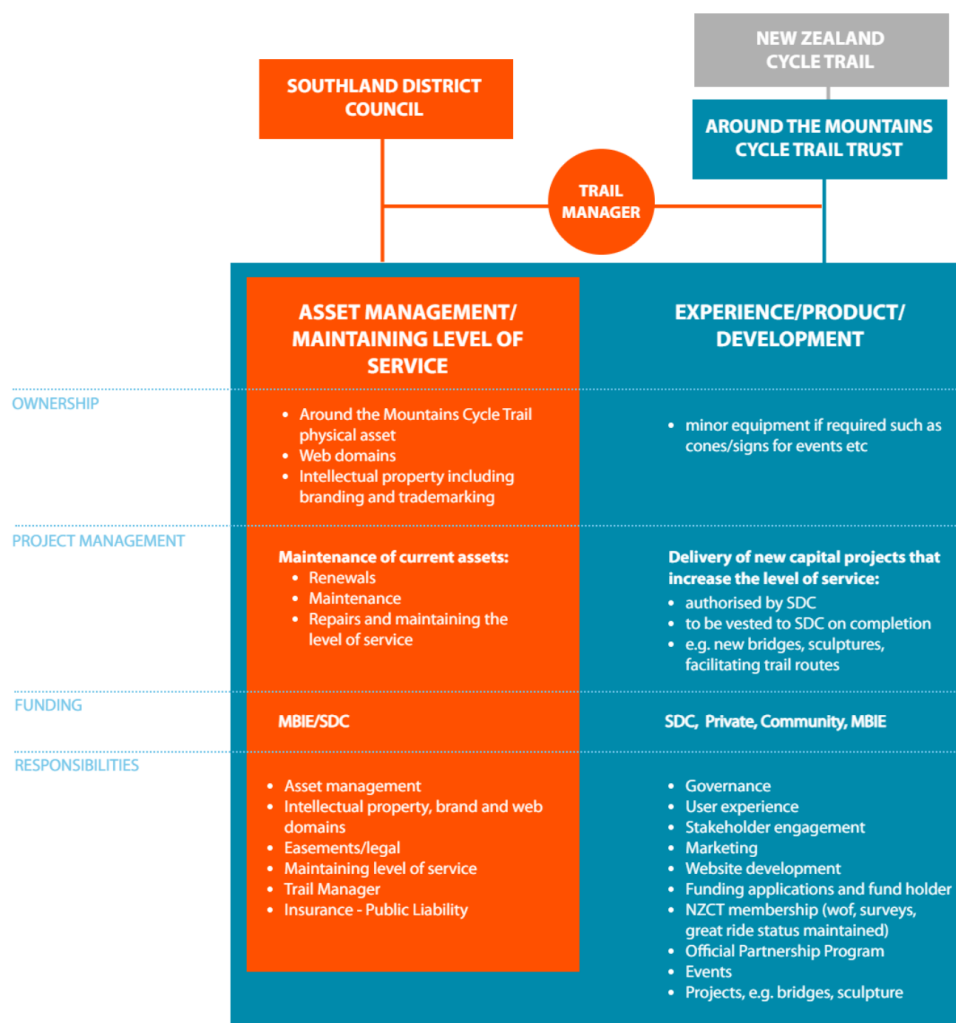 NEW ZEALAND
CYCLE TRAIL
SOUTHLAND DISTRICT
COUNCIL
AROUND THE MOUNTAINS
CYCLE TRAIL TRUST
TRAIL
MANAGER
ASSET MANAGEMENT/
MAINTAINING LEVEL OF
SERVICE
EXPERIENCE/PRODUCT/
DEVELOPMENT
OWNERSHIP
• Around the Mountains Cycle Trail
physical asset
• Web domains
• Intellectual property including
branding and trademarking
• minor equipment if required such as
cones/signs for events etc
PROJECT MANAGEMENT
Maintenance of current assets:
• Renewals
• Maintenance
• Repairs and maintaining the
level of service
Delivery of new capital projects that
increase the level of service:
• authorised by SDC
• to be vested to SDC on completion
• e.g. new bridges, sculptures,
facilitating trail routes
FUNDING
MBIE/SDC
SDC, Private, Community, MBIE
RESPONSIBILITIES
• Asset management
• Intellectual property, brand and web
domains
• Easements/legal
• Maintaining level of service
• Trail Manager
• Insurance - Public Liability
• Governance
• User experience
• Stakeholder engagement
• Marketing
• Website development
• Funding applications and fund holder
• NZCT membership (wof, surveys,
great ride status maintained)
• Official Partnership Program
• Events
• Projects, e.g. bridges, sculpture